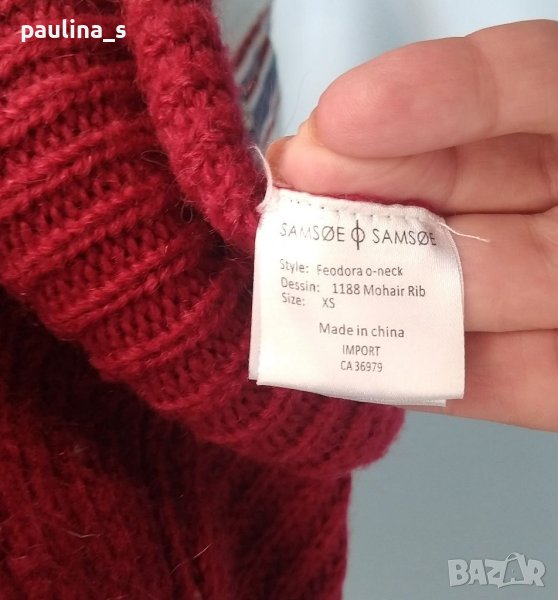 paulina_s
SAMSØE ϕ SAMSØE
Style: Feodora o-neck
Dessin: 1188 Mohair Rib
Size: XS
Made in china
IMPORT
CA 36979
BAZAR